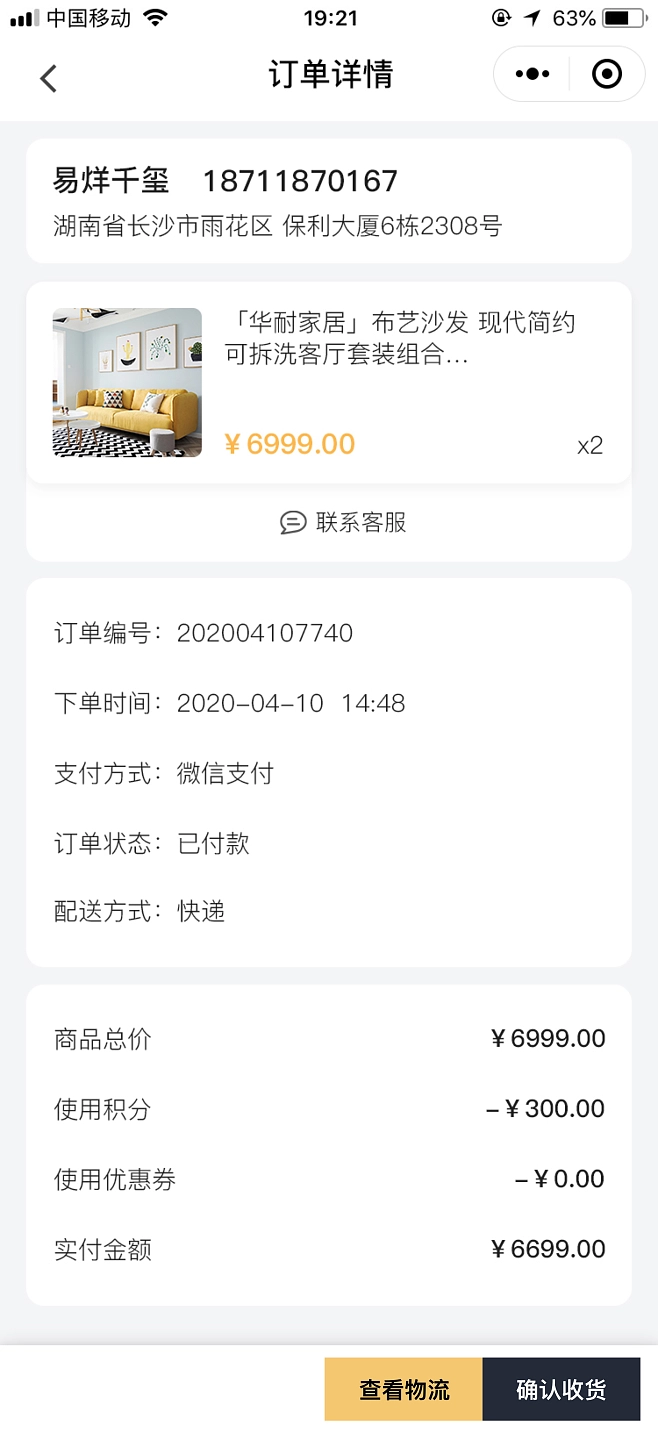 中国移动
19:21
63%
订单详情
易烊千玺 18711870167
湖南省长沙市雨花区 保利大厦6栋2308号
「华耐家居」布艺沙发 现代简约
可拆洗客厅套装组合...
¥6999.00 x2
联系客服
订单编号：202004107740
下单时间：2020-04-10 14:48
支付方式：微信支付
订单状态：已付款
配送方式：快递
商品总价 ¥6999.00
使用积分 -¥300.00
使用优惠券 -¥0.00
实付金额 ¥6699.00
查看物流 确认收货